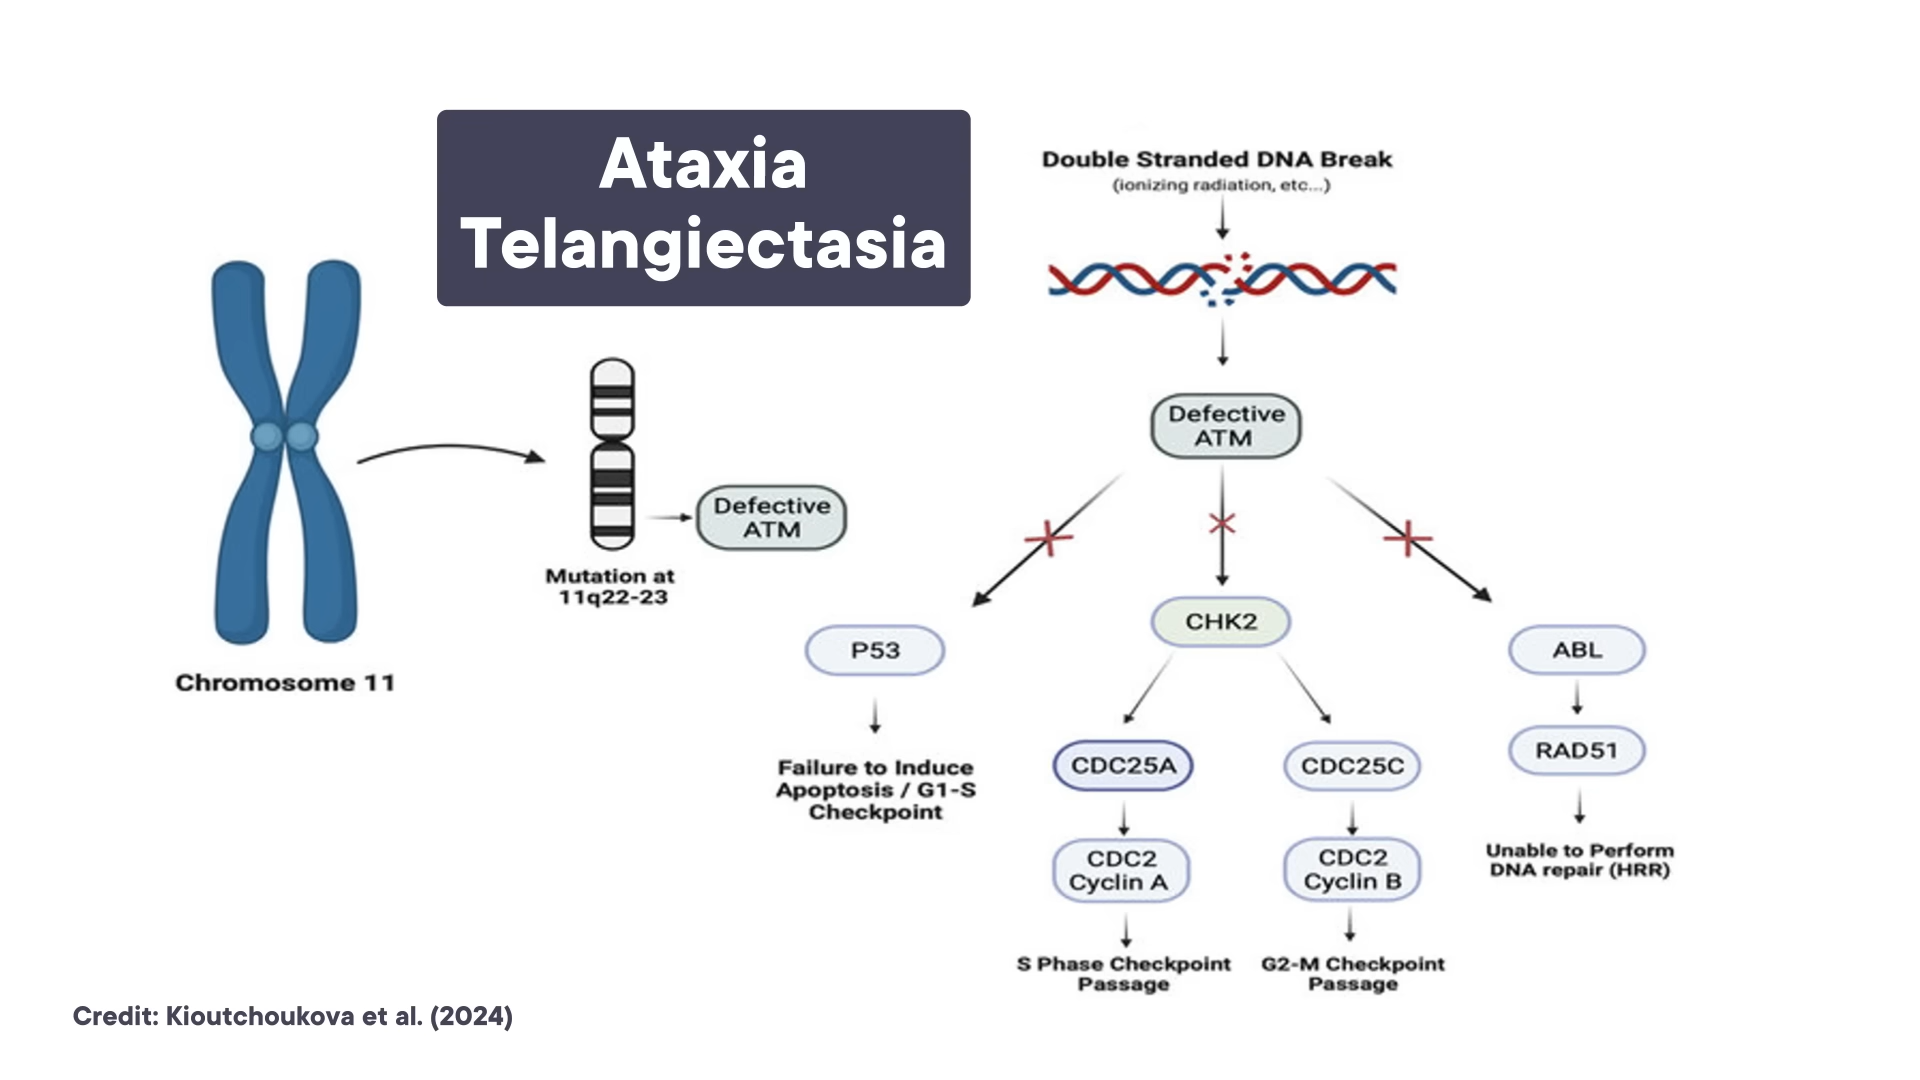 Ataxia
Telangiectasia
Chromosome 11
Mutation at
11q22-23
Defective
ATM
Double Stranded DNA Break
(ionizing radiation, etc...)
Defective
ATM
P53
Failure to Induce
Apoptosis / G1-S
Checkpoint
CHK2
CDC25A
CDC2
Cyclin A
S Phase Checkpoint
Passage
CDC25C
CDC2
Cyclin B
G2-M Checkpoint
Passage
ABL
RAD51
Unable to Perform
DNA repair (HRR)
Credit: Kioutchoukova et al. (2024)